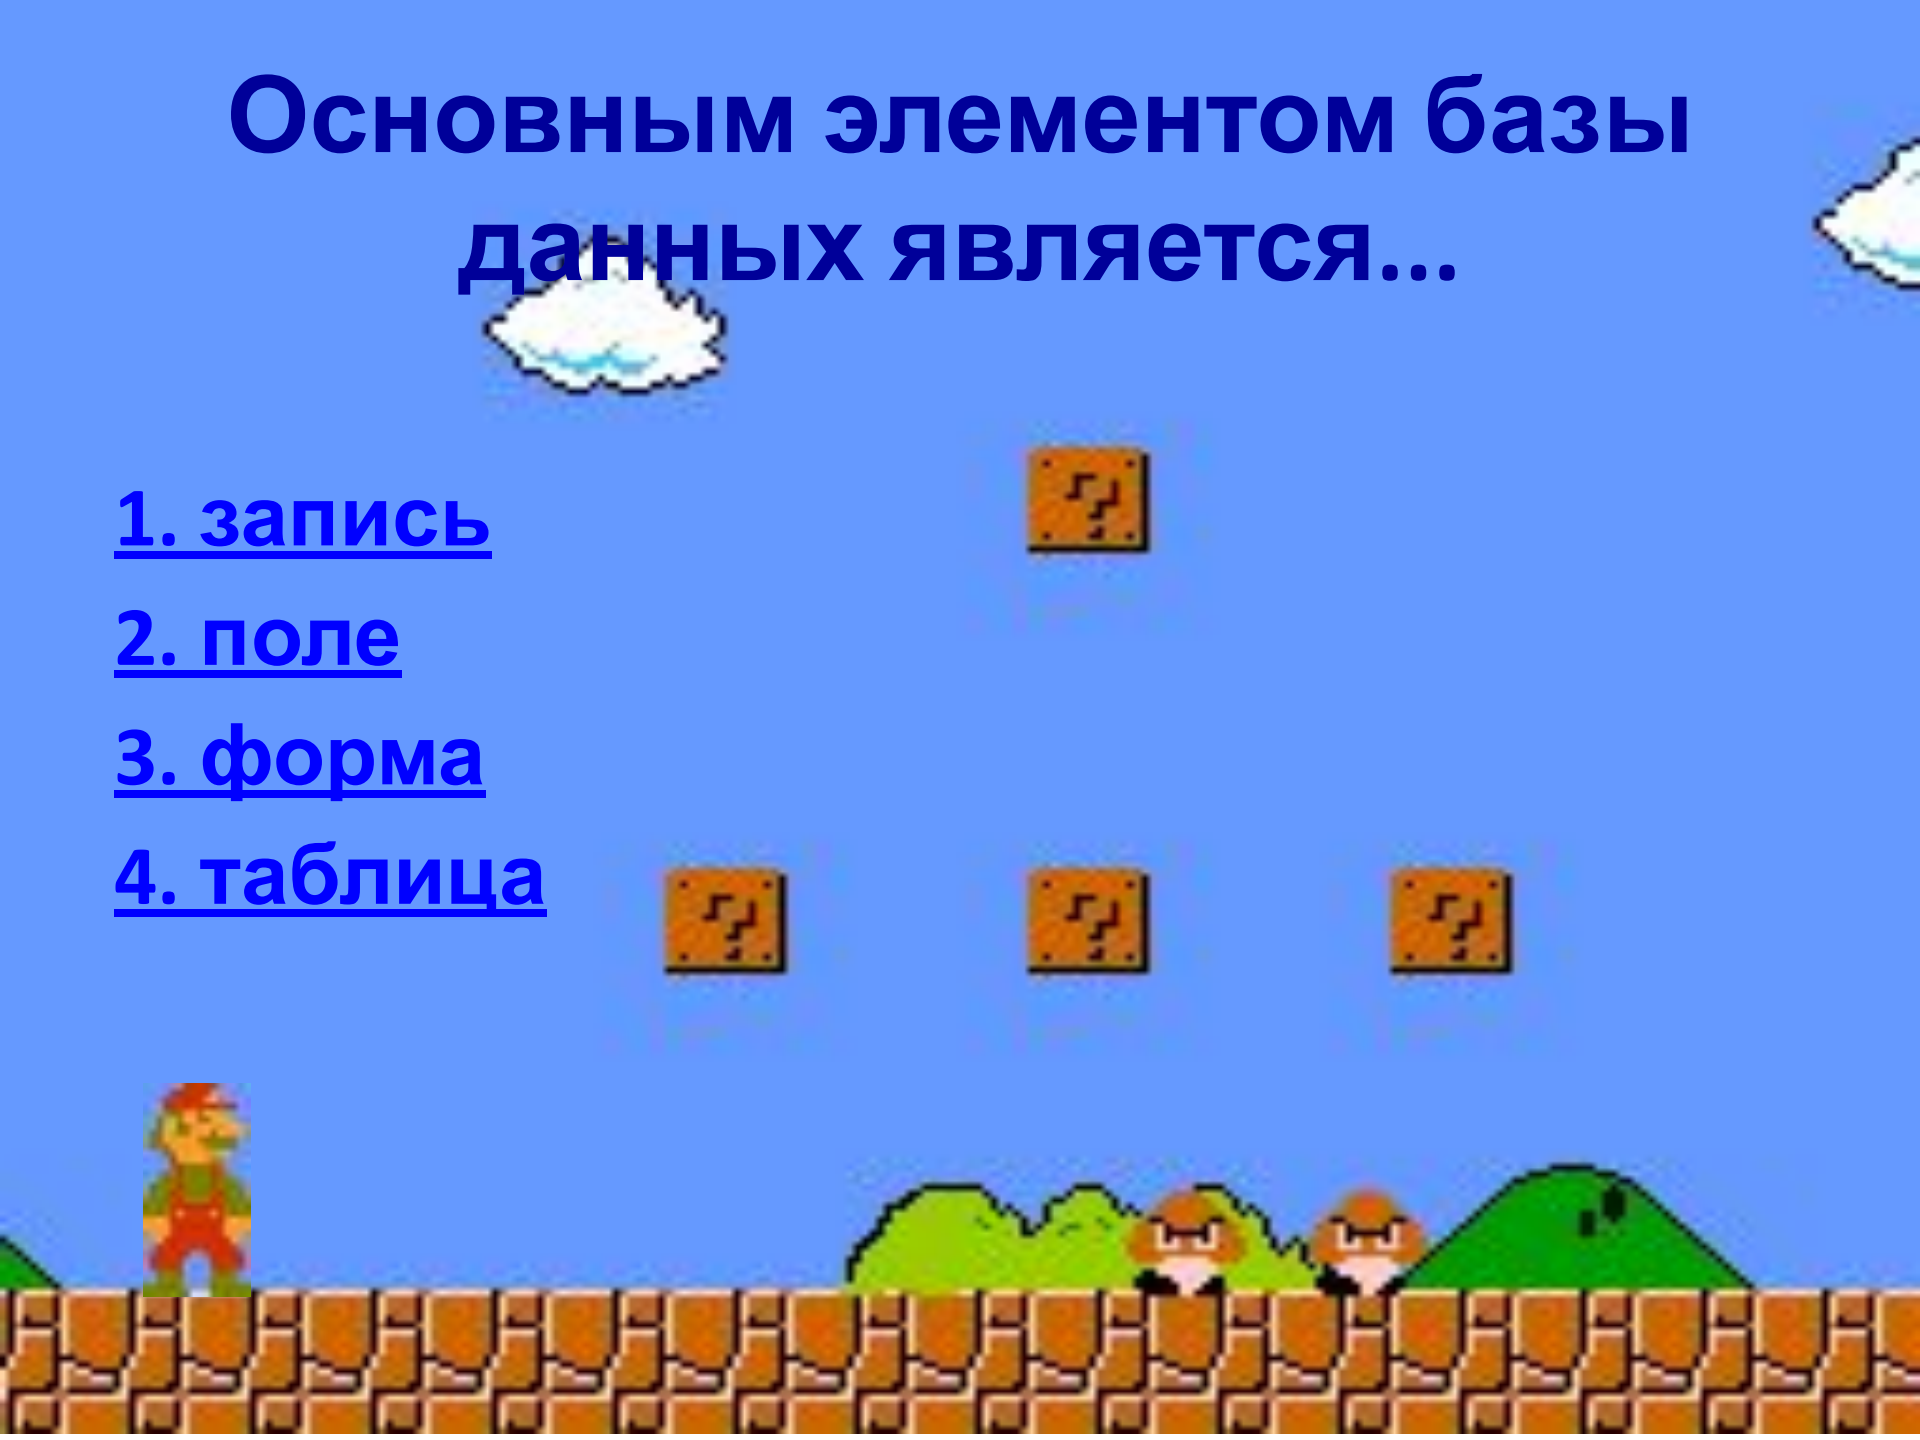 Основным элементом базы
данных является...
1. запись
2. поле
3. форма
4. таблица